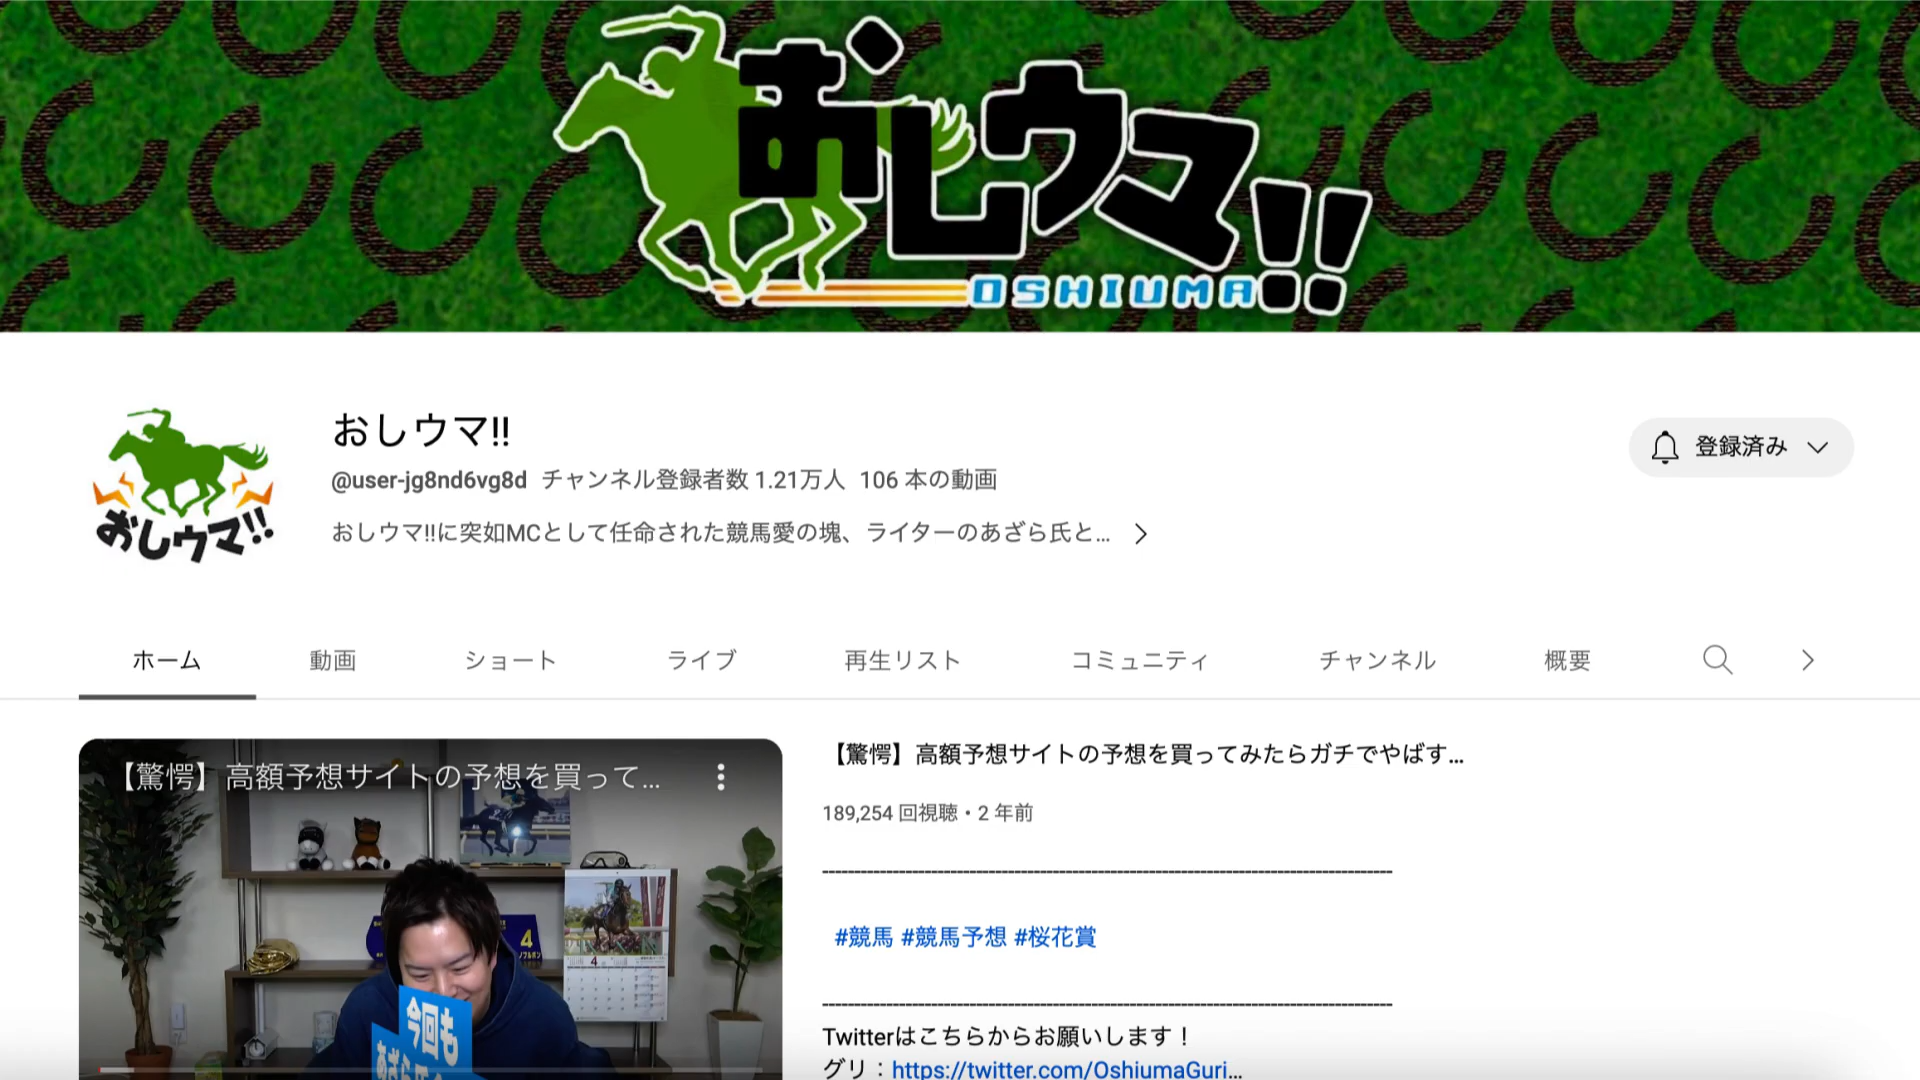 おしウマ!!
OSHIUMA
おしウマ!!
おしウマ!!
@user-jg8nd6vg8d チャンネル登録者数 1.21万人 106 本の動画
おしウマ!!に突如MCとして任命された競馬愛の塊、ライターのあざら氏と...
登録済み
ホーム 動画 ショート ライブ 再生リスト コミュニティ チャンネル 概要
【驚愕】高額予想サイトの予想を買って...
4
4
今回も
【驚愕】高額予想サイトの予想を買ってみたらガチでやばす...
189,254 回視聴・2 年前
#競馬 #競馬予想 #桜花賞
Twitterはこちらからお願いします！
グリ：https://twitter.com/OshiumaGuri...